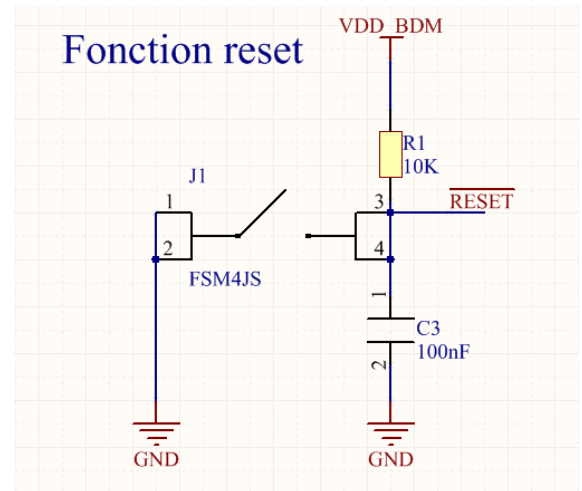 VDD_BDM
Fonction reset
R1
10K
J1
1
3
RESET
2
4
FSM4JS
1
C3
100nF
2
GND
GND